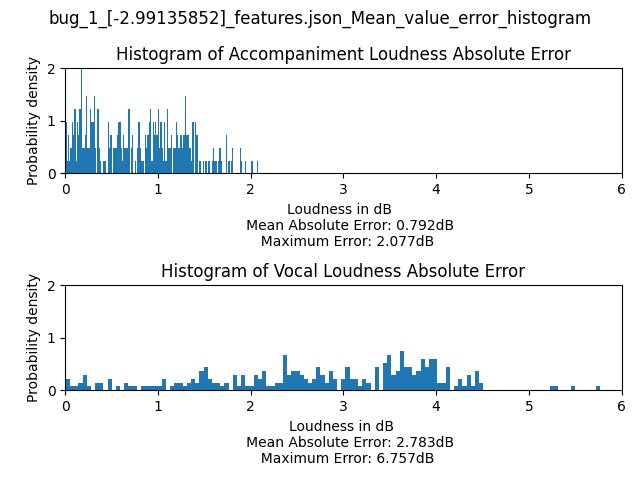 bug_1_[-2.99135852]_features.json_Mean_value_error_histogram
Histogram of Accompaniment Loudness Absolute Error
Probability density
2
1
0
0 1 2 3 4 5 6
Loudness in dB
Mean Absolute Error: 0.792dB
Maximum Error: 2.077dB
Histogram of Vocal Loudness Absolute Error
Probability density
2
1
0
0 1 2 3 4 5 6
Loudness in dB
Mean Absolute Error: 2.783dB
Maximum Error: 6.757dB